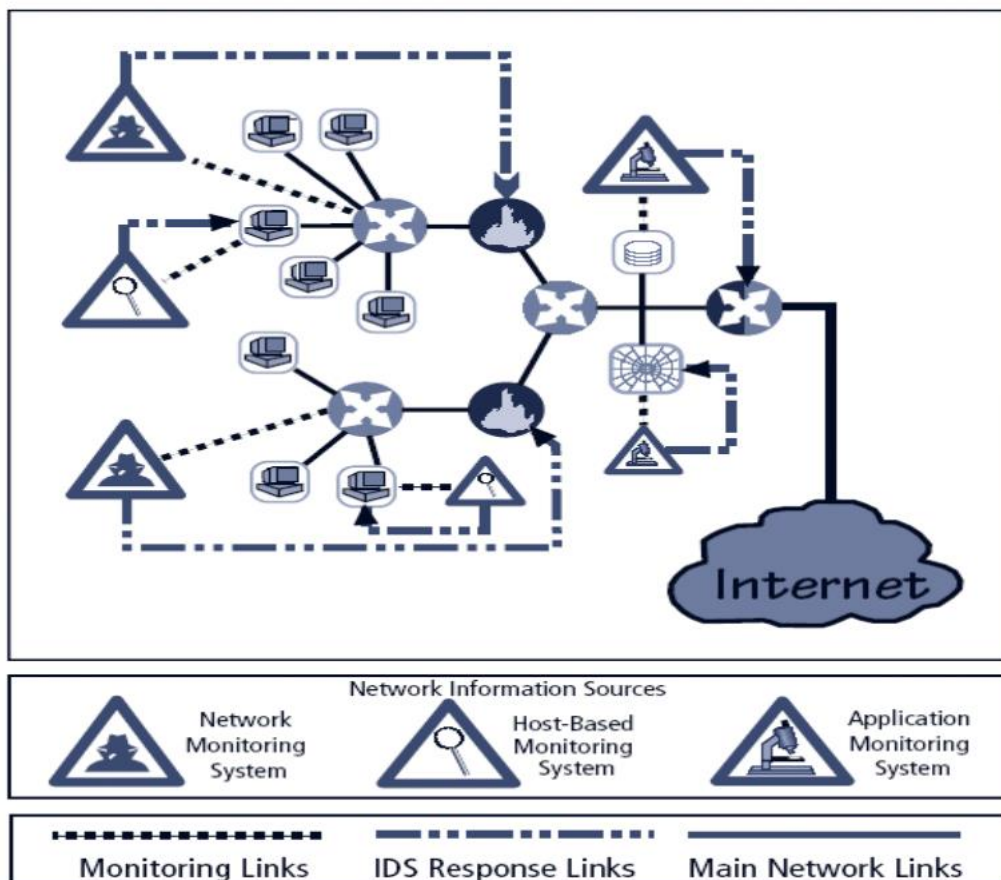 Internet
Network Information Sources
Network
Monitoring
System
Host-Based
Monitoring
System
Application
Monitoring
System
Monitoring Links
IDS Response Links
Main Network Links